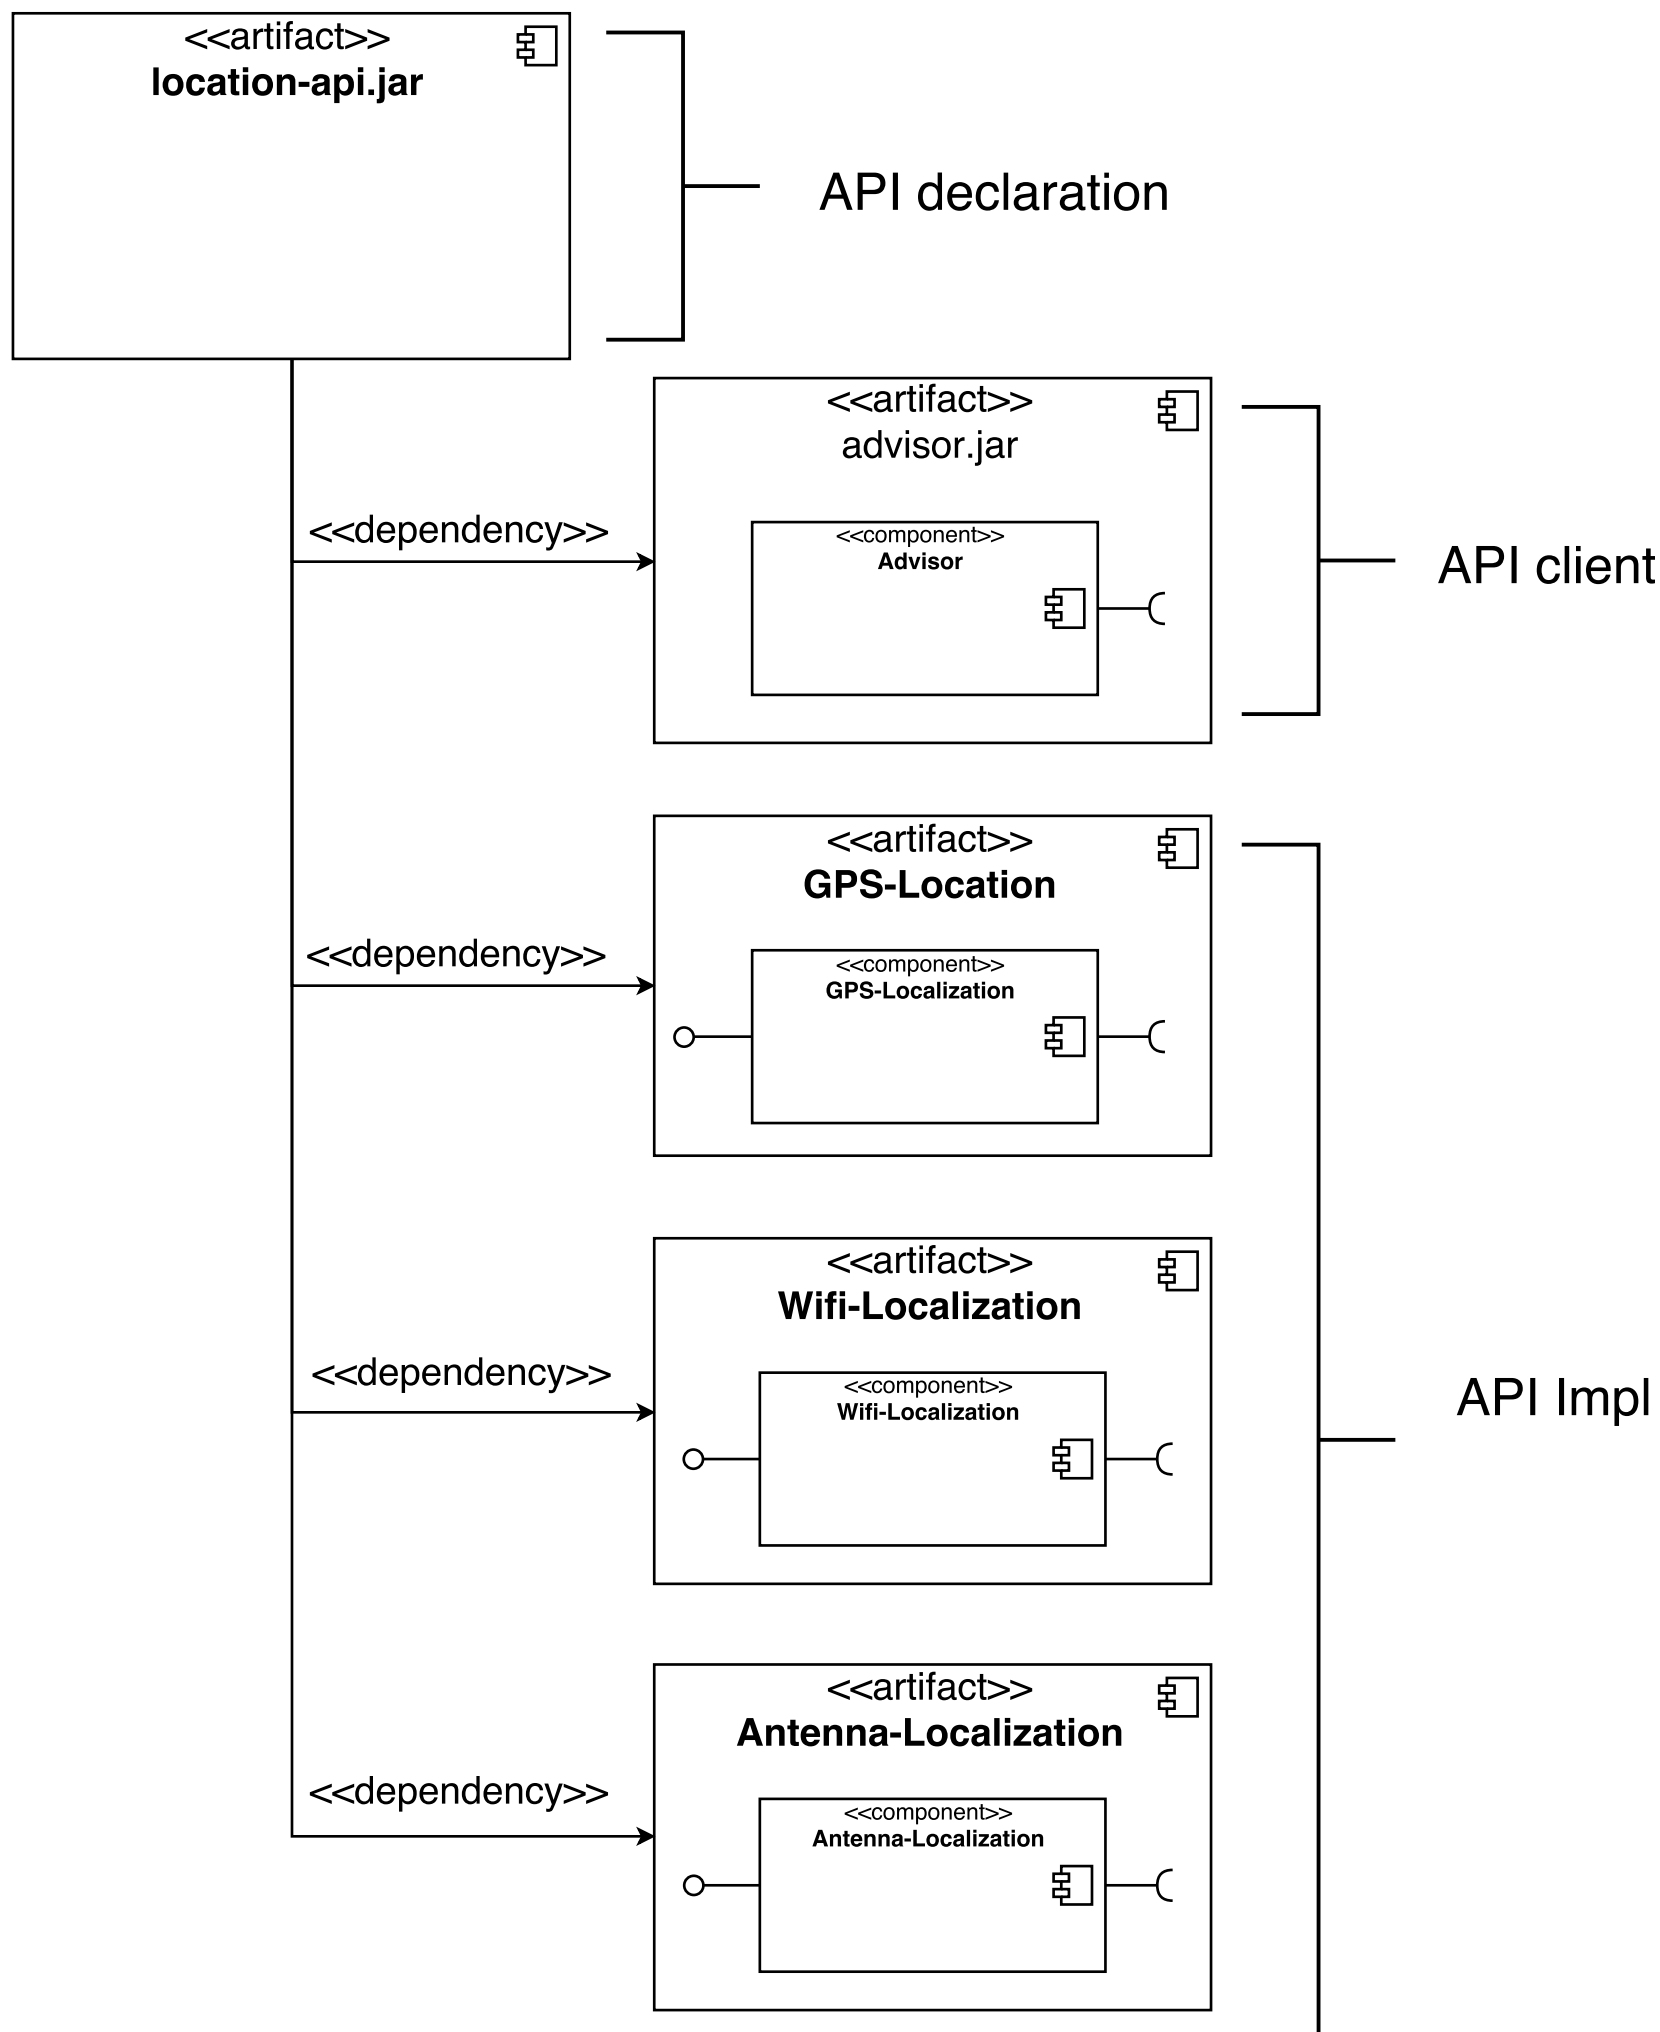 <<artifact>>
location-api.jar
API declaration
<<artifact>>
advisor.jar
<<dependency>>
<<component>>
Advisor
API client
<<artifact>>
GPS-Location
<<dependency>>
<<component>>
GPS-Localization
<<artifact>>
Wifi-Localization
<<dependency>>
<<component>>
Wifi-Localization
API Impl
<<artifact>>
Antenna-Localization
<<dependency>>
<<component>>
Antenna-Localization